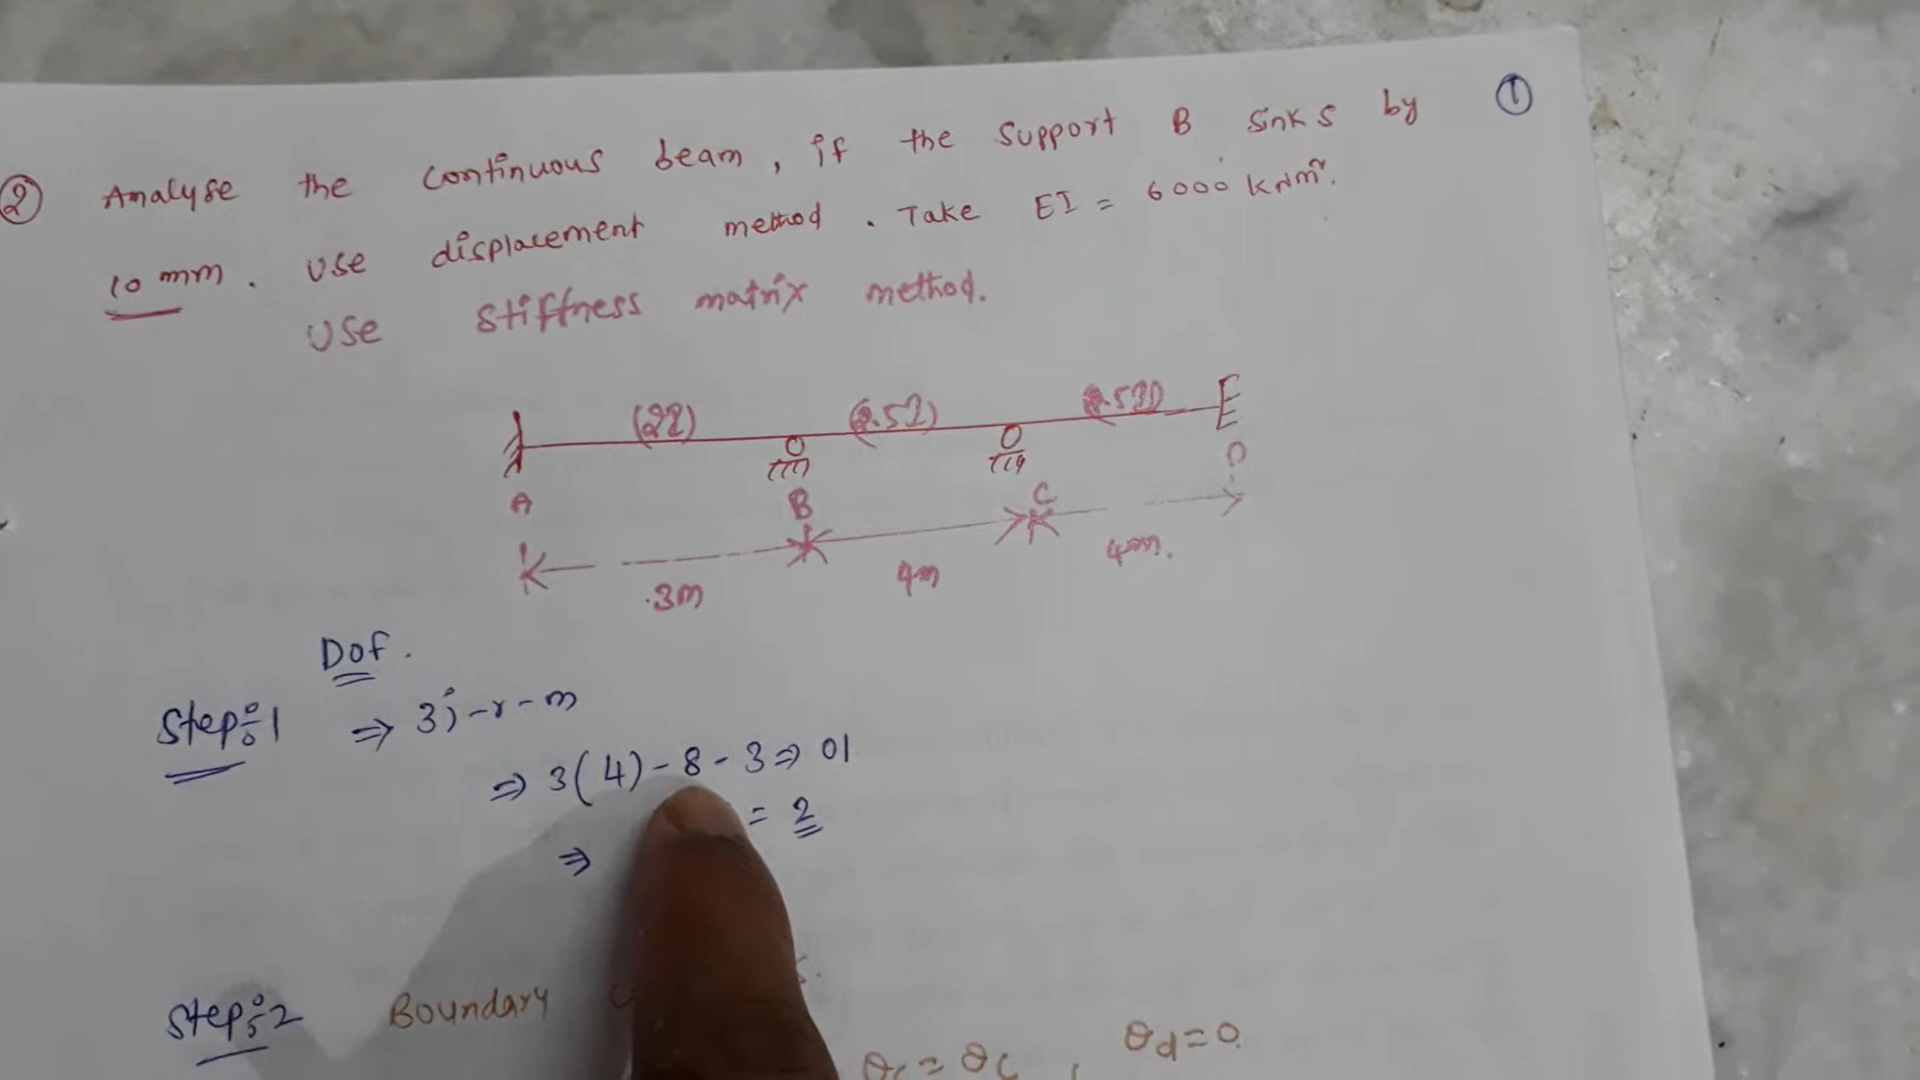 ①
② Analyse the continuous beam, if the support B sinks by
10 mm. Use displacement method. Take EI = 6000 kNm².
Use stiffness matrix method.
(2I) (1.5I)
A B C D
3m 4m 4m.
Dof.
Step:-1 ⇒ 3j-r-m
⇒ 3(4)-8-3 ⇒ 01
⇒ = 2
Step:-2 Boundary
= θc , θd=0.